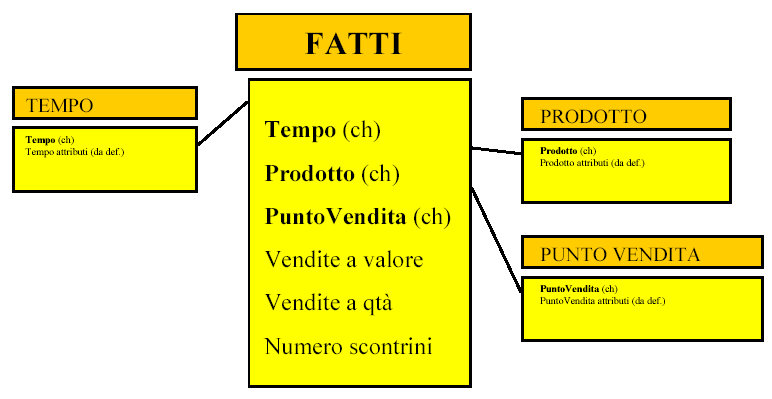 FATTI
TEMPO
Tempo (ch)
Tempo attributi (da def.)
Tempo (ch)
Prodotto (ch)
PuntoVendita (ch)
Vendite a valore
Vendite a qtà
Numero scontrini
PRODOTTO
Prodotto (ch)
Prodotto attributi (da def.)
PUNTO VENDITA
PuntoVendita (ch)
PuntoVendita attributi (da def.)